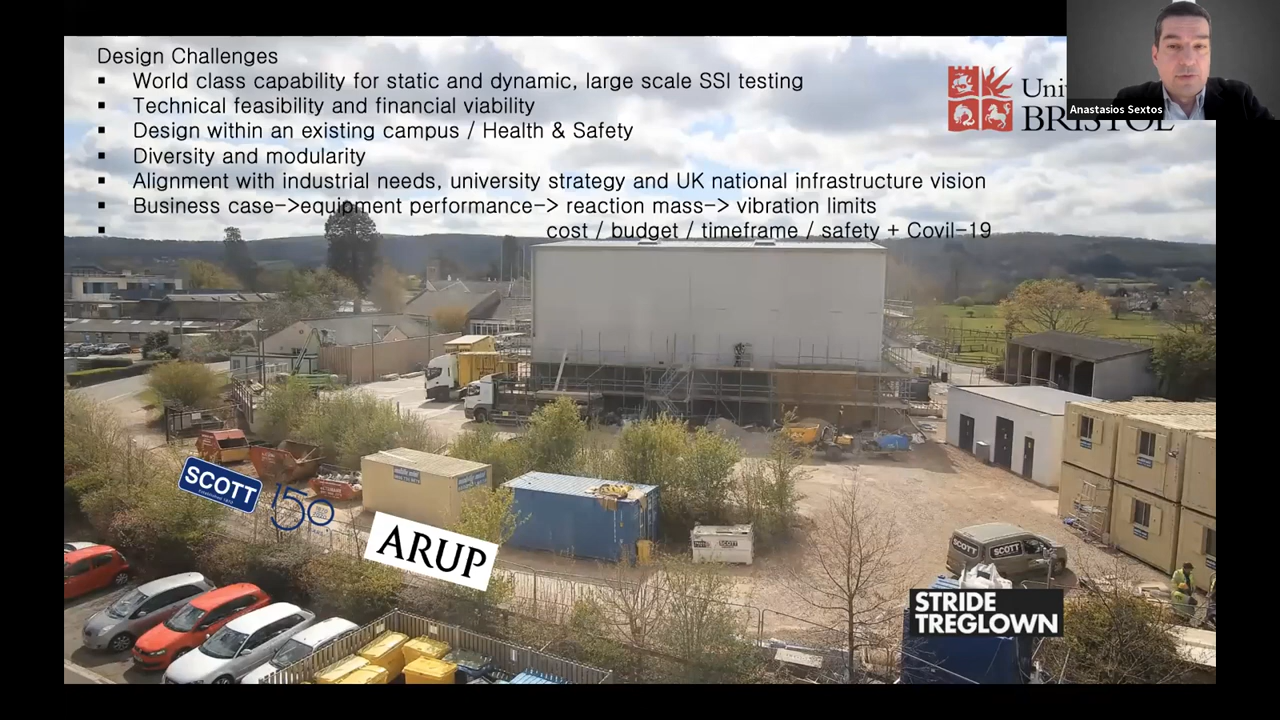 Design Challenges
▪ World class capability for static and dynamic, large scale SSI testing
▪ Technical feasibility and financial viability
▪ Design within an existing campus / Health & Safety
▪ Diversity and modularity
▪ Alignment with industrial needs, university strategy and UK national infrastructure vision
▪ Business case->equipment performance-> reaction mass-> vibration limits
▪ cost / budget / timeframe / safety + Covil-19
Anastasios Sextos
BRISTOL
SCOTT
150
ARUP
SCOTT
SCOTT
SCOTT
STRIDE
TREGLOWN